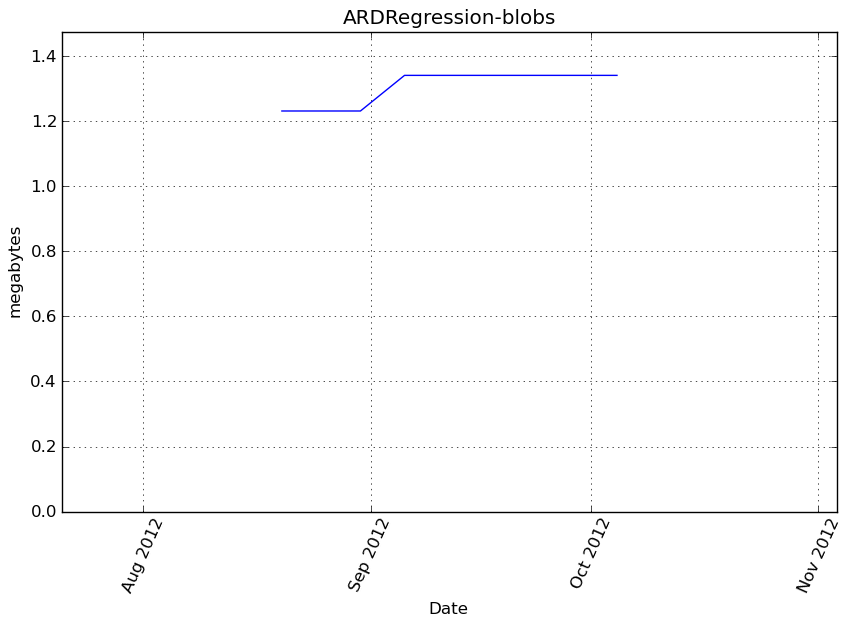 ARDRegression-blobs
megabytes
1.4
1.2
1.0
0.8
0.6
0.4
0.2
0.0
Aug 2012
Sep 2012
Oct 2012
Nov 2012
Date